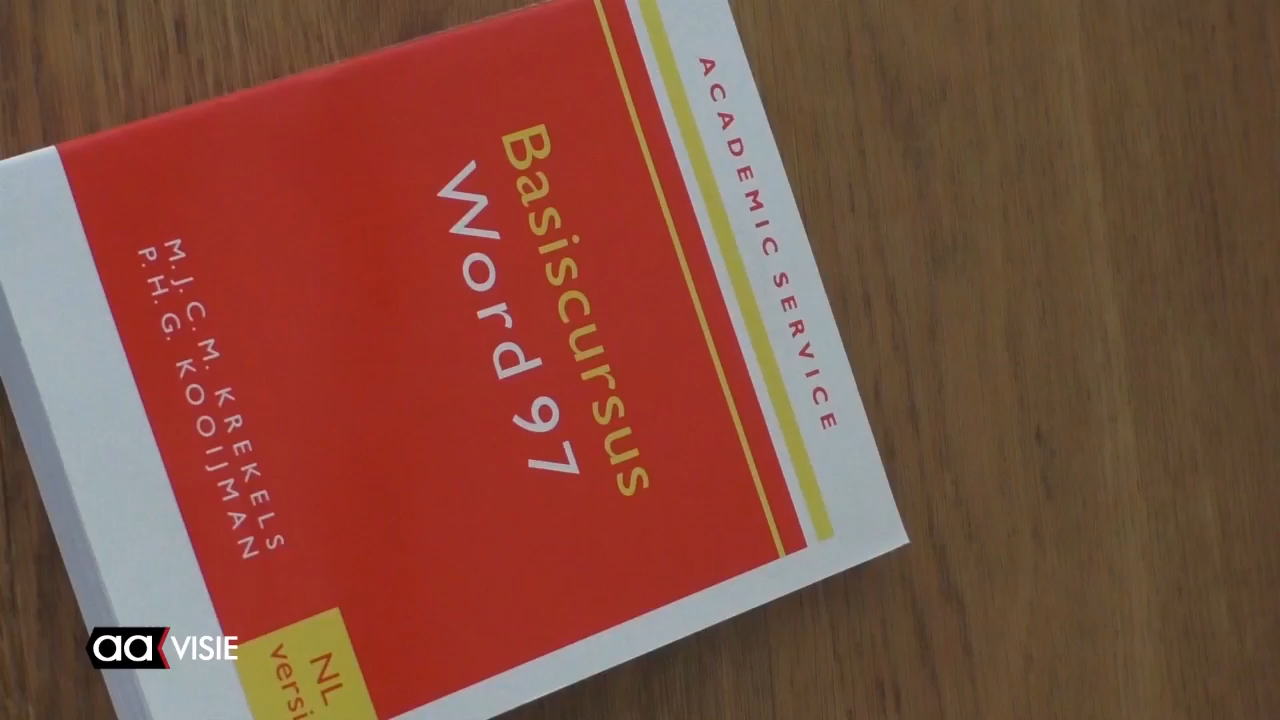 ACADEMIC SERVICE
Basiscursus
Word 97
M.J.C.M. KREKELS
P.H.G. KOOIJMAN
NL
aa VISIE